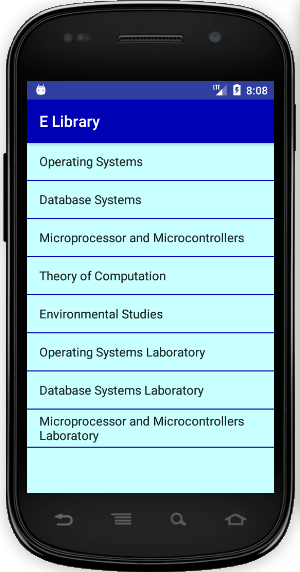 LTE 8:08
E Library
Operating Systems
Database Systems
Microprocessor and Microcontrollers
Theory of Computation
Environmental Studies
Operating Systems Laboratory
Database Systems Laboratory
Microprocessor and Microcontrollers
Laboratory